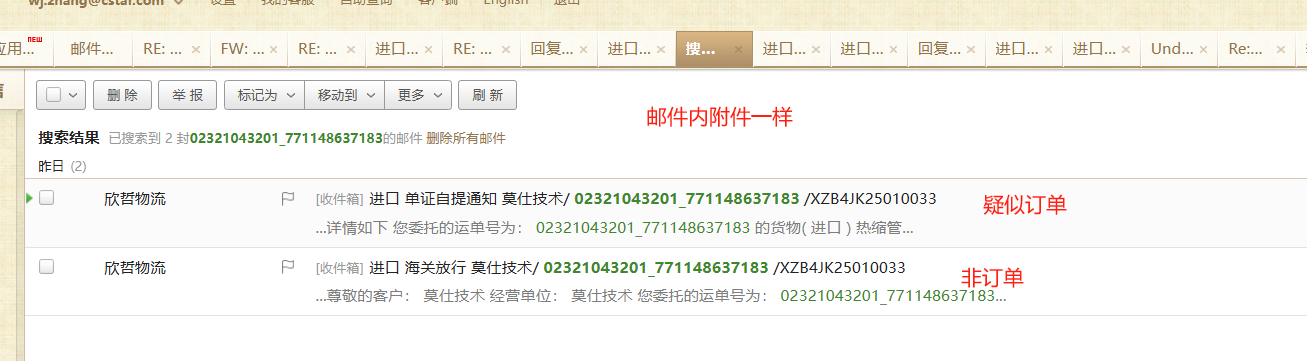 wj.zhang@cstar.com 设置 我的客服 自助查询 客户端 English 退出
应用... NEW 邮件... RE: ... × FW: ... × RE: ... × 进口... × RE: ... × 回复... × 进口... × 搜... × 进口... × 进口... × 回复... × 进口... × 进口... × Und... × Re:... ×
删 除 举 报 标记为 移动到 更多 刷 新
邮件内附件一样
搜索结果 已搜索到 2 封02321043201_771148637183的邮件 删除所有邮件
昨日 (2)
欣哲物流 [收件箱] 进口 单证自提通知 莫仕技术/ 02321043201_771148637183 /XZB4JK25010033 疑似订单
...详情如下 您委托的运单号为： 02321043201_771148637183 的货物( 进口 ) 热缩管...
欣哲物流 [收件箱] 进口 海关放行 莫仕技术/ 02321043201_771148637183 /XZB4JK25010033 非订单
...尊敬的客户： 莫仕技术 经营单位： 莫仕技术 您委托的运单号为： 02321043201_771148637183...